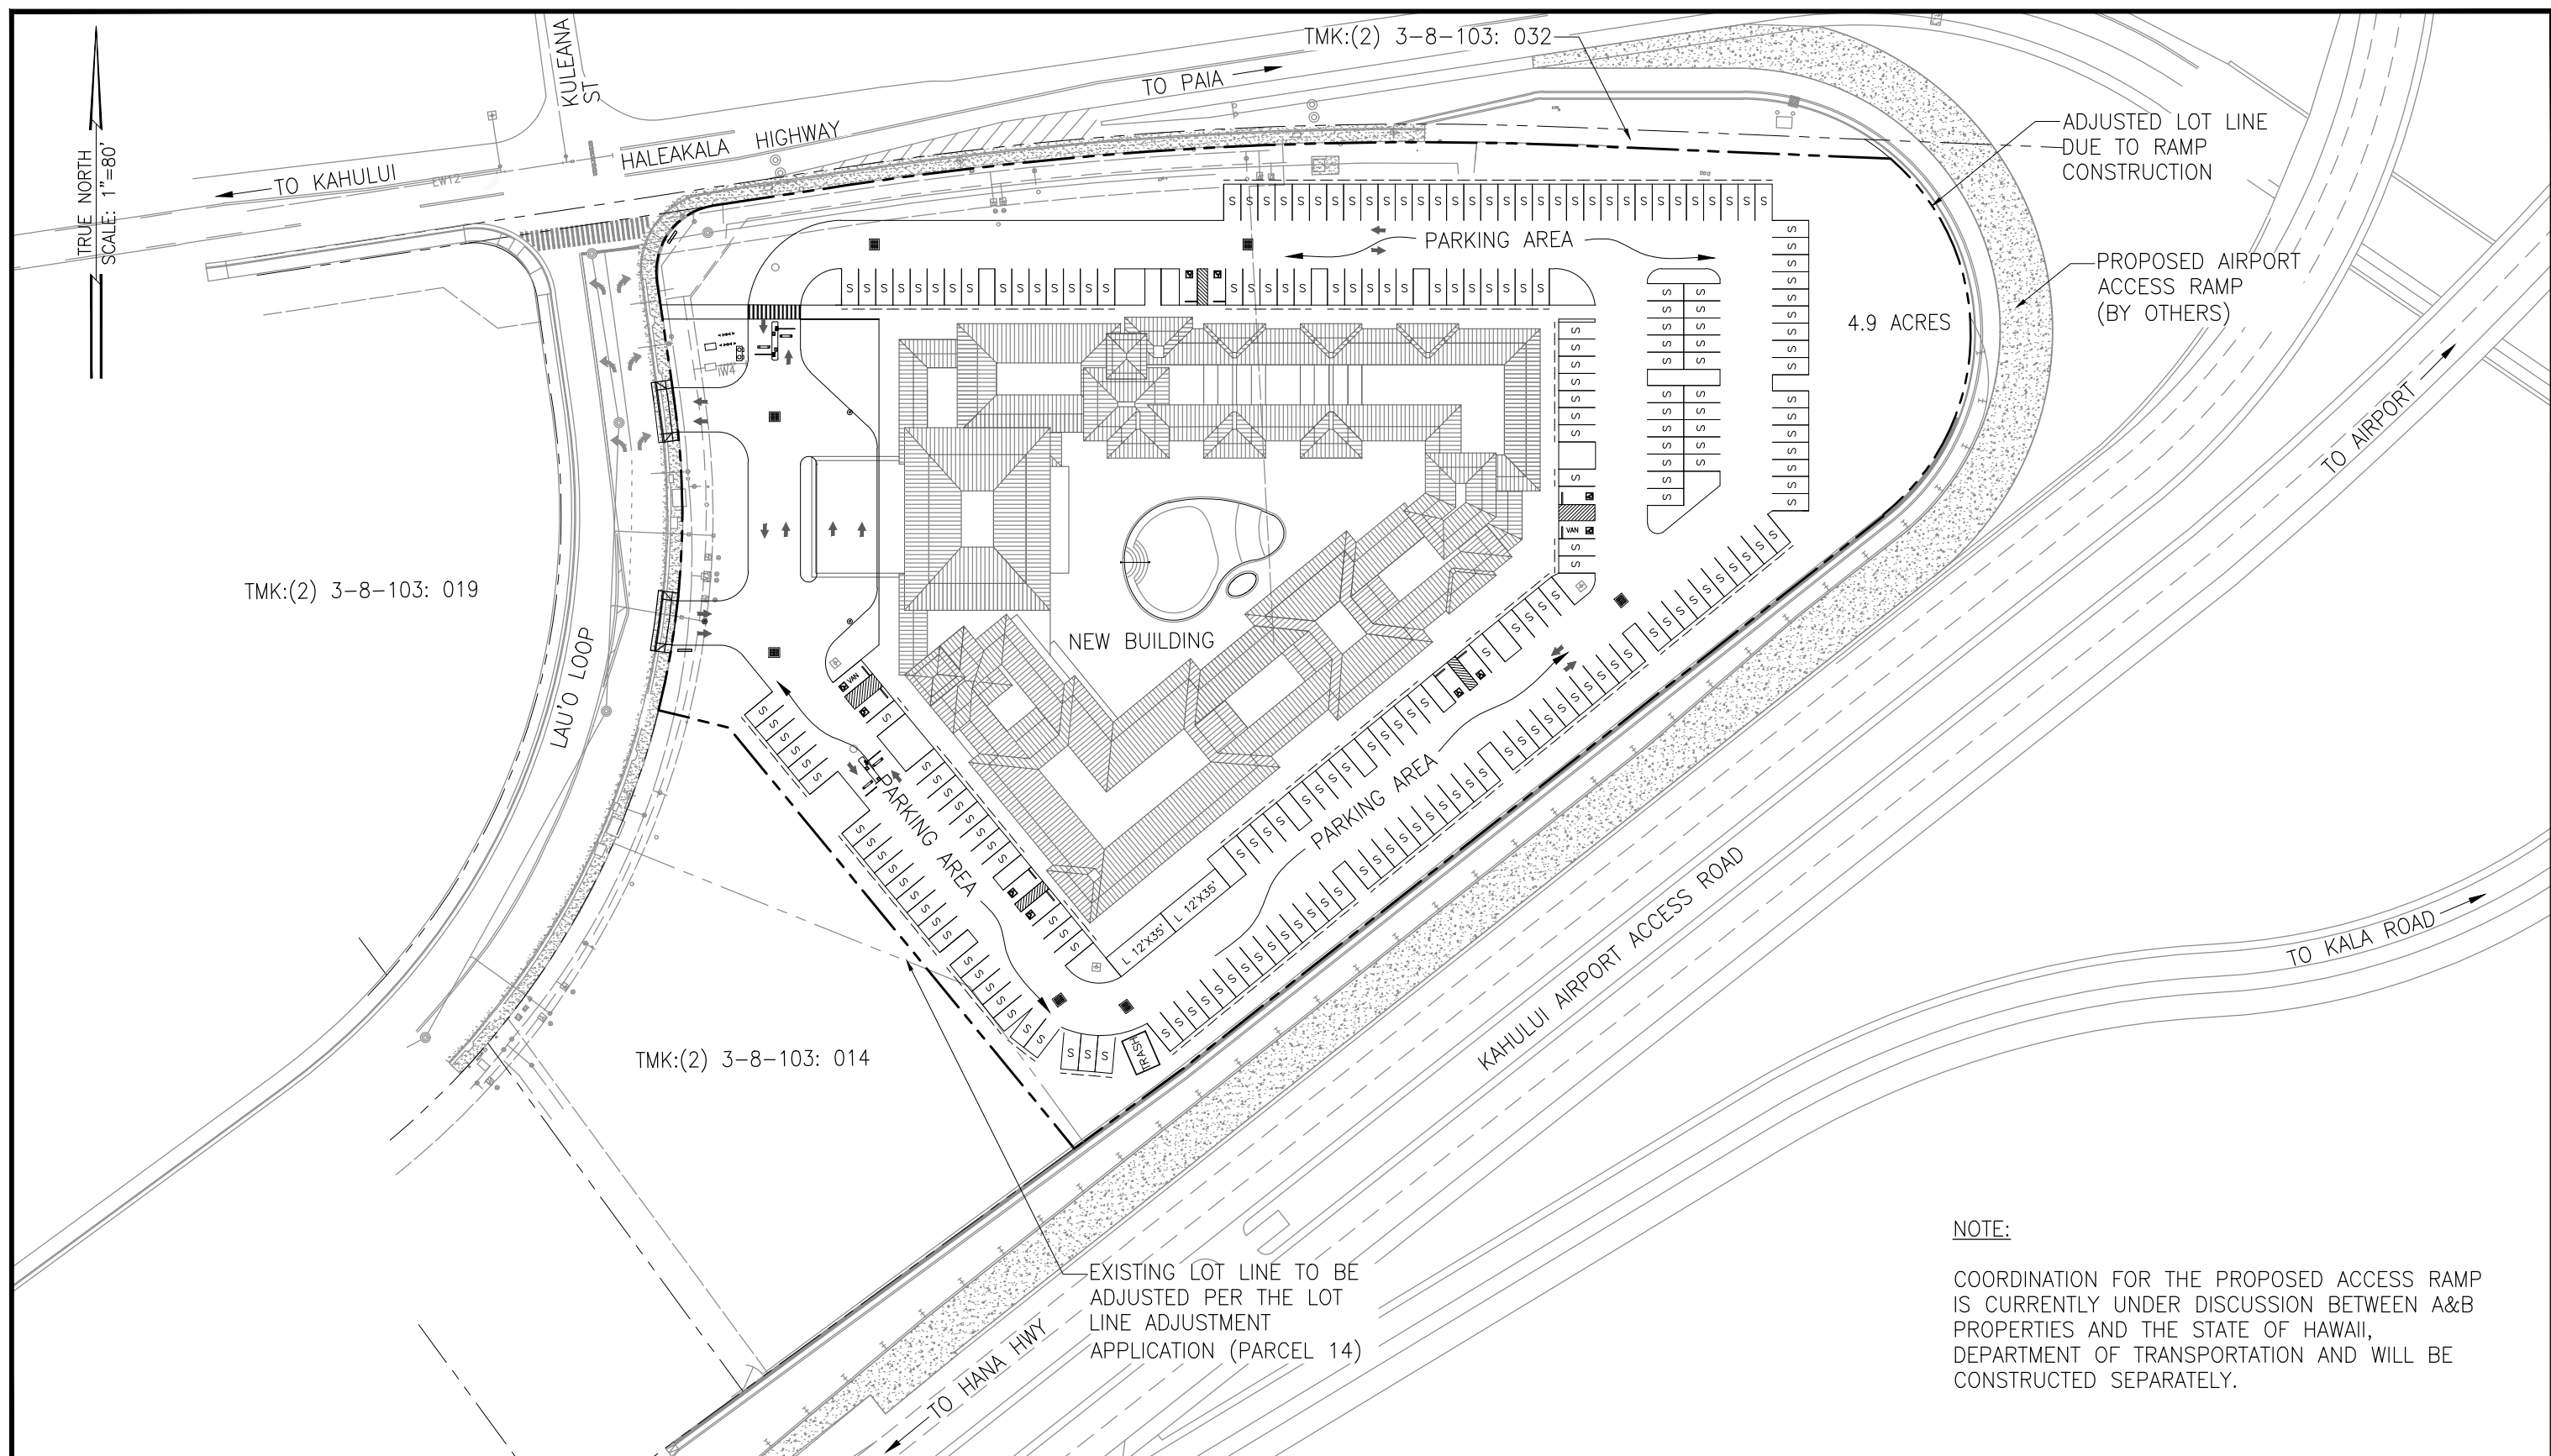 TMK:(2) 3-8-103: 032
KULEANA
ST
TO PAIA
HALEAKALA HIGHWAY
TO KAHULUI
EW12
TRUE NORTH
SCALE: 1"=80'
ADJUSTED LOT LINE
DUE TO RAMP
CONSTRUCTION
PROPOSED AIRPORT
ACCESS RAMP
(BY OTHERS)
PARKING AREA
4.9 ACRES
IW4
TO AIRPORT
VAN
TMK:(2) 3-8-103: 019
LAU'O LOOP
NEW BUILDING
VAN
PARKING AREA
PARKING AREA
L 12'X35'
L 12'X35'
TRASH
KAHULUI AIRPORT ACCESS ROAD
TO KALA ROAD
TMK:(2) 3-8-103: 014
EXISTING LOT LINE TO BE
ADJUSTED PER THE LOT
LINE ADJUSTMENT
APPLICATION (PARCEL 14)
TO HANA HWY
NOTE:
COORDINATION FOR THE PROPOSED ACCESS RAMP
IS CURRENTLY UNDER DISCUSSION BETWEEN A&B
PROPERTIES AND THE STATE OF HAWAII,
DEPARTMENT OF TRANSPORTATION AND WILL BE
CONSTRUCTED SEPARATELY.